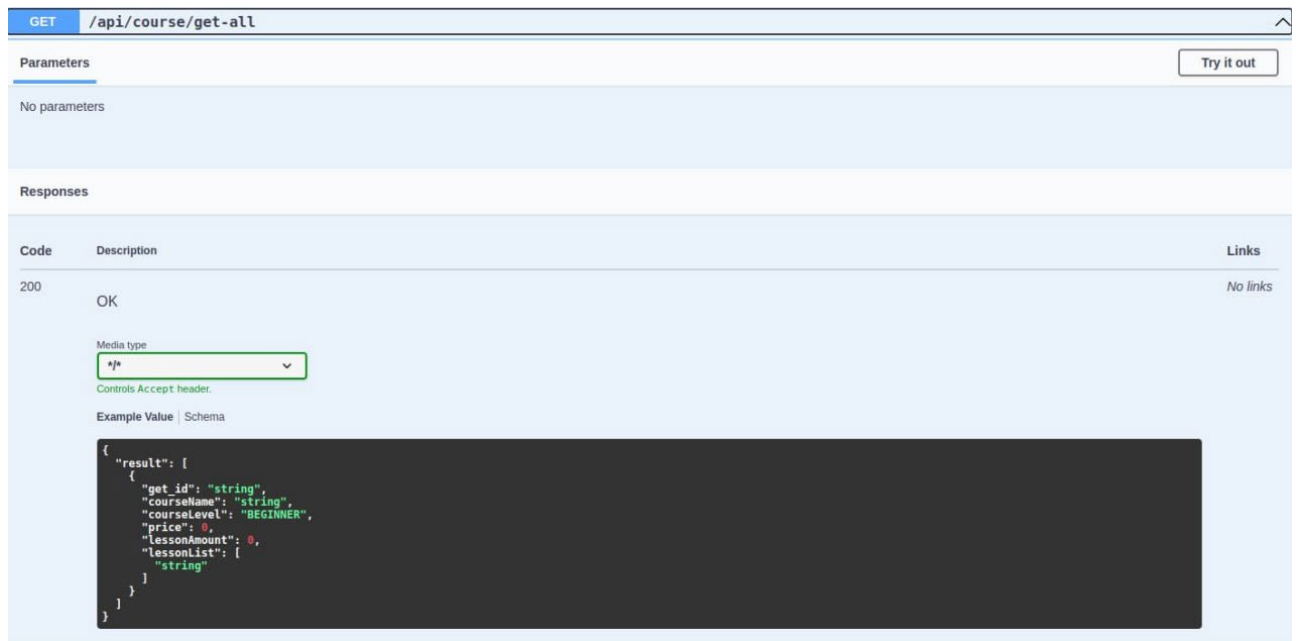 GET /api/course/get-all
Parameters Try it out
No parameters
Responses
Code Description Links
200 OK No links
Media type
*/*
Controls Accept header.
Example Value | Schema
{
  "result": [
    {
      "get_id": "string",
      "courseName": "string",
      "courseLevel": "BEGINNER",
      "price": 0,
      "lessonAmount": 0,
      "lessonList": [
        "string"
      ]
    }
  ]
}